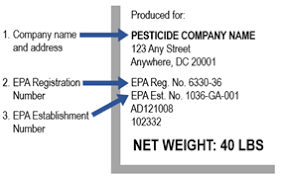 Produced for:
1. Company name
and address
PESTICIDE COMPANY NAME
123 Any Street
Anywhere, DC 20001
2. EPA Registration
Number
EPA Reg. No. 6330-36
EPA Est. No. 1036-GA-001
3. EPA Establishment
Number
AD121008
102332
NET WEIGHT: 40 LBS